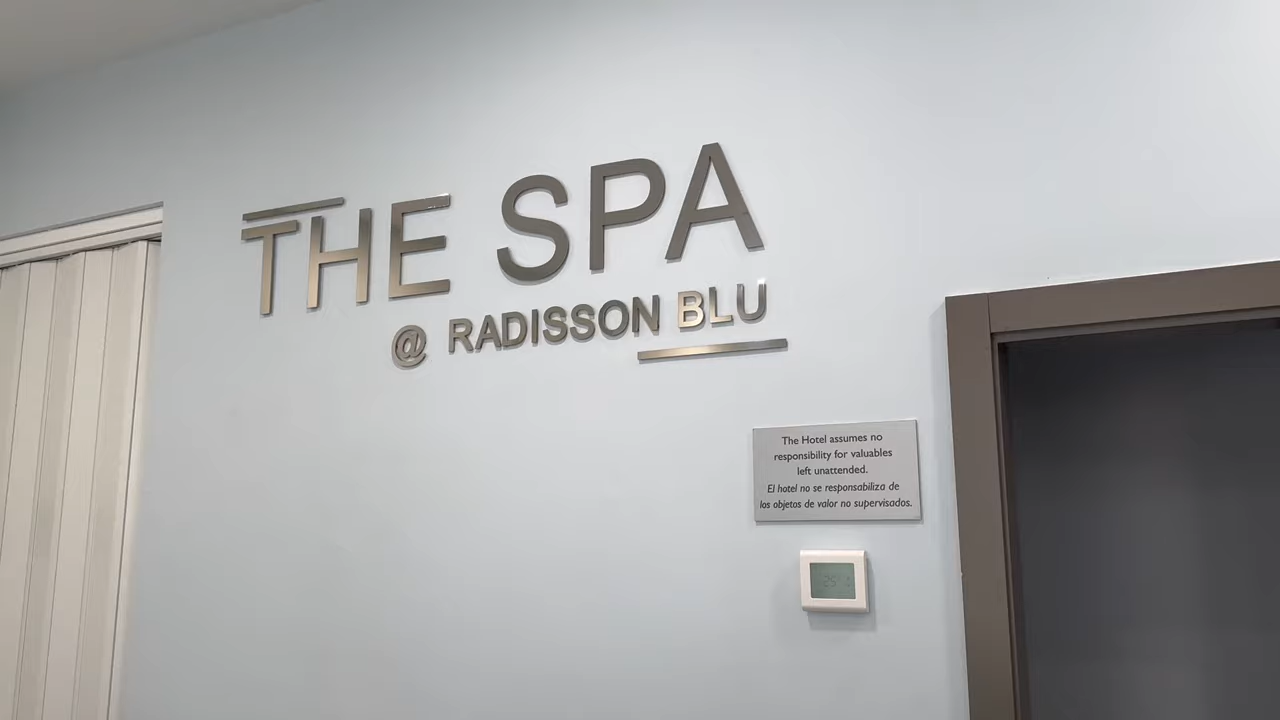 THE SPA
@ RADISSON BLU
The Hotel assumes no
responsibility for valuables
left unattended.
El hotel no se responsabiliza de
los objetos de valor no supervisados.
25